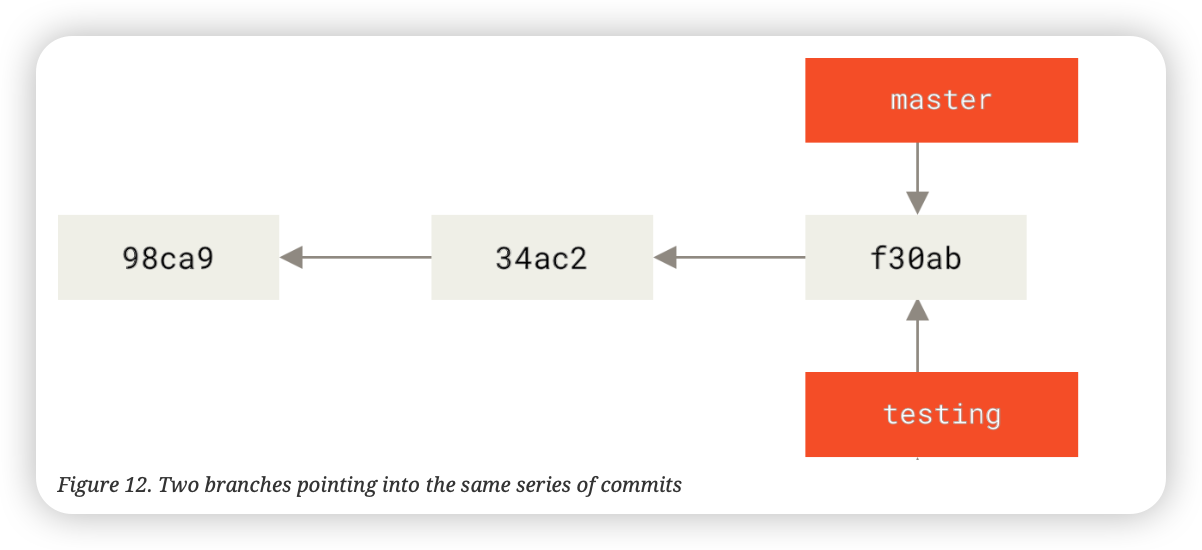 master
98ca9
34ac2
f30ab
testing
Figure 12. Two branches pointing into the same series of commits